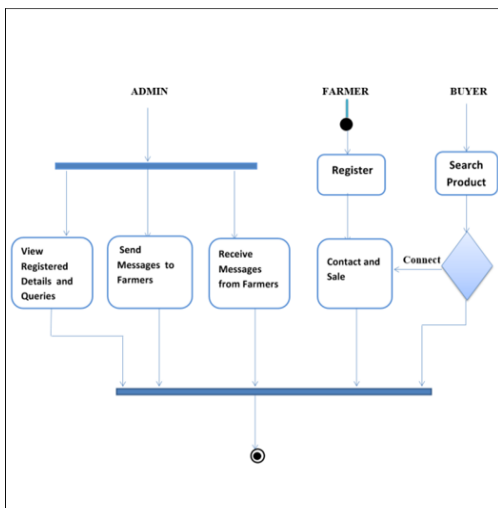 ADMIN
FARMER
BUYER
Register
Search
Product
View
Registered
Details and
Queries
Send
Messages to
Farmers
Receive
Messages
from Farmers
Contact and
Sale
Connect